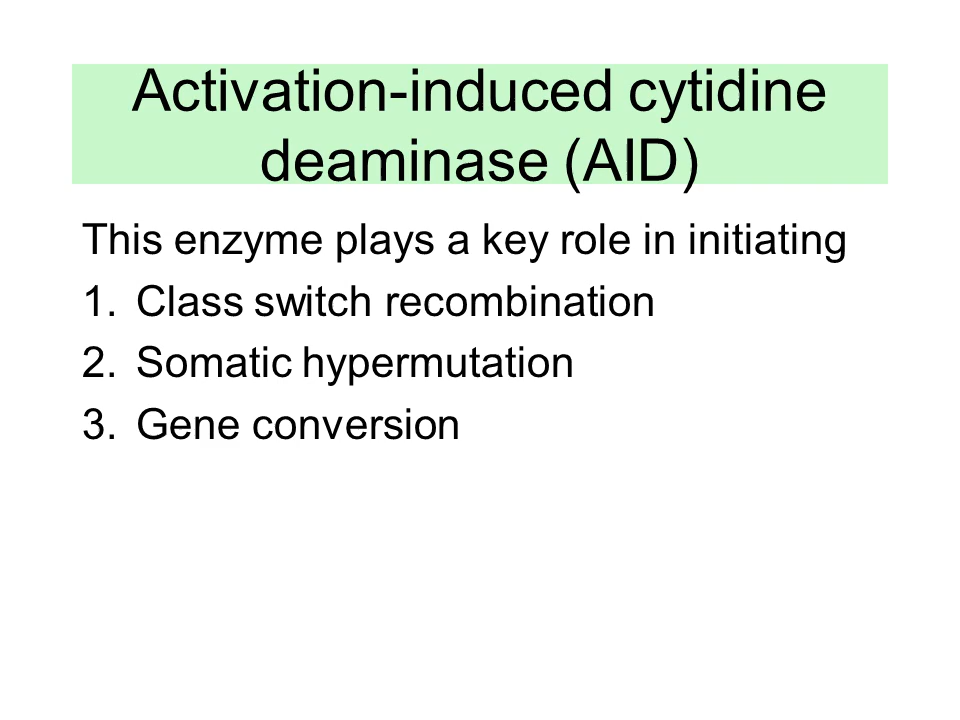 Activation-induced cytidine
deaminase (AID)
This enzyme plays a key role in initiating
1. Class switch recombination
2. Somatic hypermutation
3. Gene conversion